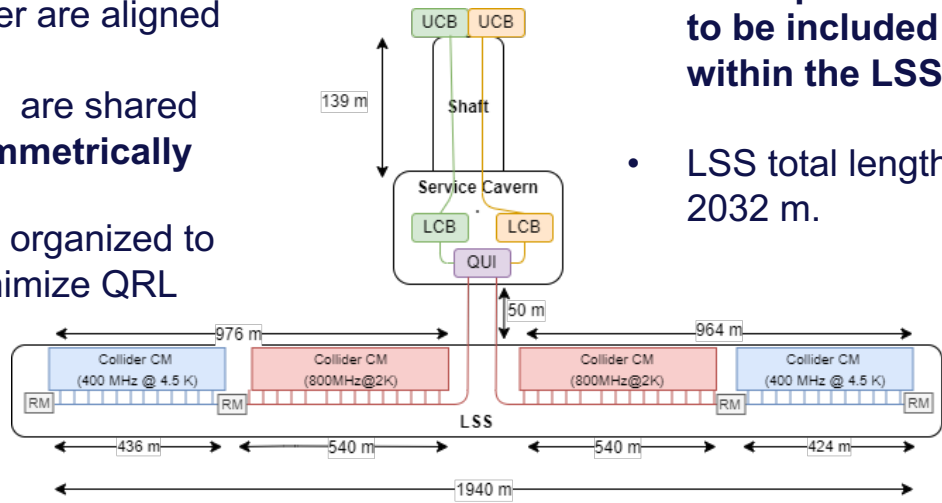 er are aligned
are shared
mmetrically
organized to
nimize QRL
to be included
within the LSS
• LSS total length
2032 m.
UCB UCB
139 m
Shaft
Service Cavern
LCB LCB
QUI
50 m
976 m
964 m
Collider CM
(400 MHz @ 4.5 K)
Collider CM
(800MHz@2K)
Collider CM
(800MHz@2K)
Collider CM
(400 MHz @ 4.5 K)
RM RM RM RM
LSS
436 m 540 m 540 m 424 m
1940 m